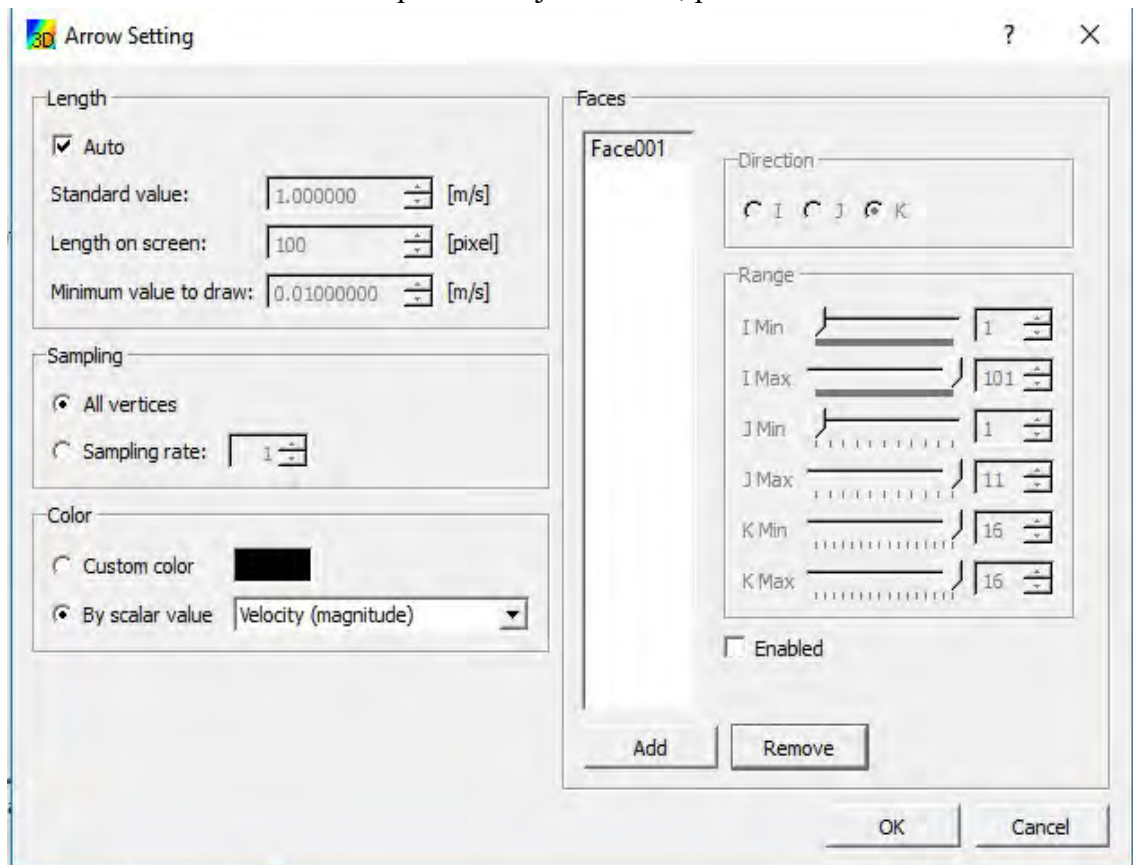 3D Arrow Setting ?
Length
Auto
Standard value: 1.000000 [m/s]
Length on screen: 100 [pixel]
Minimum value to draw: 0.01000000 [m/s]
Sampling
All vertices
Sampling rate: 1
Color
Custom color
By scalar value Velocity (magnitude)
Faces
Face001
Direction
I J K
Range
I Min 1
I Max 101
J Min 1
J Max 11
K Min 16
K Max 16
Enabled
Add Remove
OK Cancel